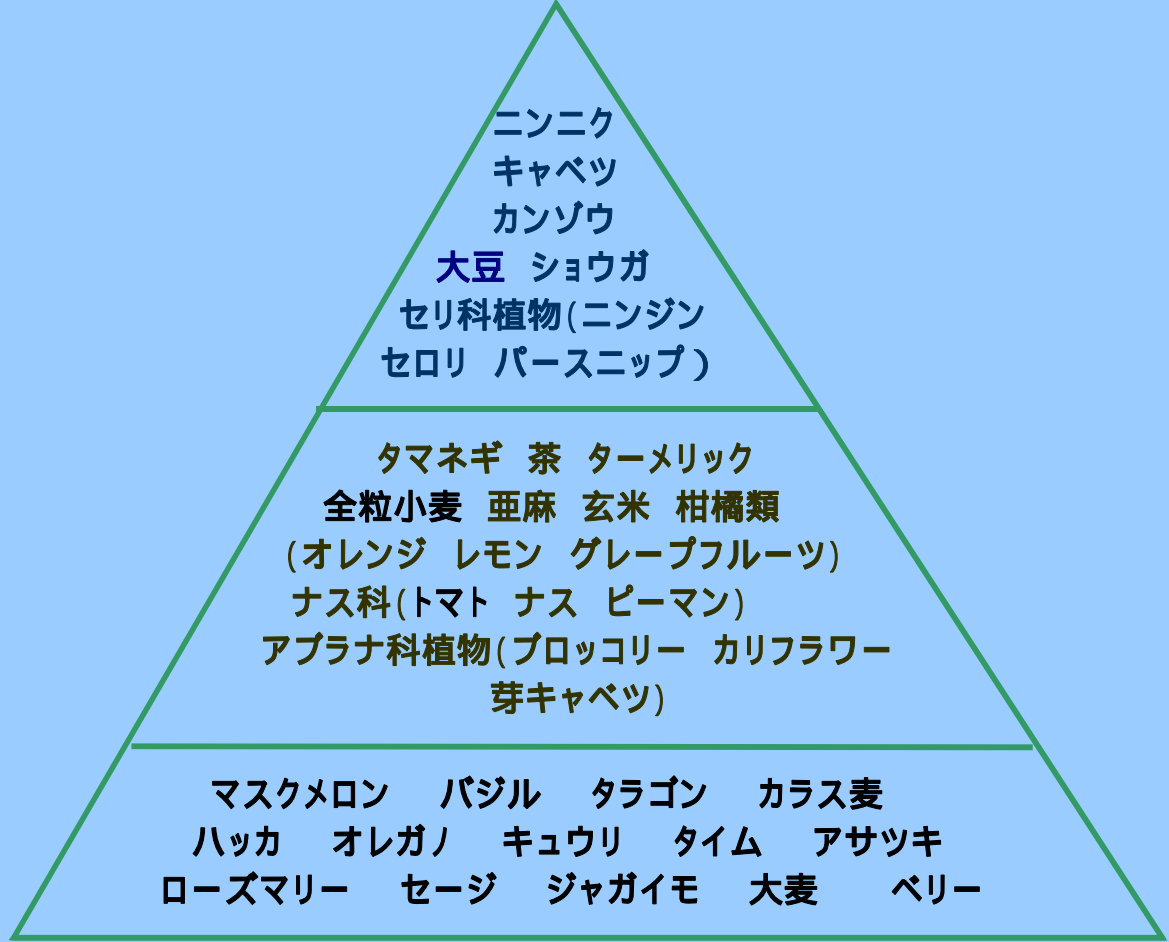 ニンニク
キャベツ
カンゾウ
大豆 ショウガ
セリ科植物(ニンジン
セロリ パースニップ)
タマネギ 茶 ターメリック
全粒小麦 亜麻 玄米 柑橘類
(オレンジ レモン グレープフルーツ)
ナス科(トマト ナス ピーマン)
アブラナ科植物(ブロッコリー カリフラワー
芽キャベツ)
マスクメロン バジル タラゴン カラス麦
ハッカ オレガノ キュウリ タイム アサツキ
ローズマリー セージ ジャガイモ 大麦 ベリー